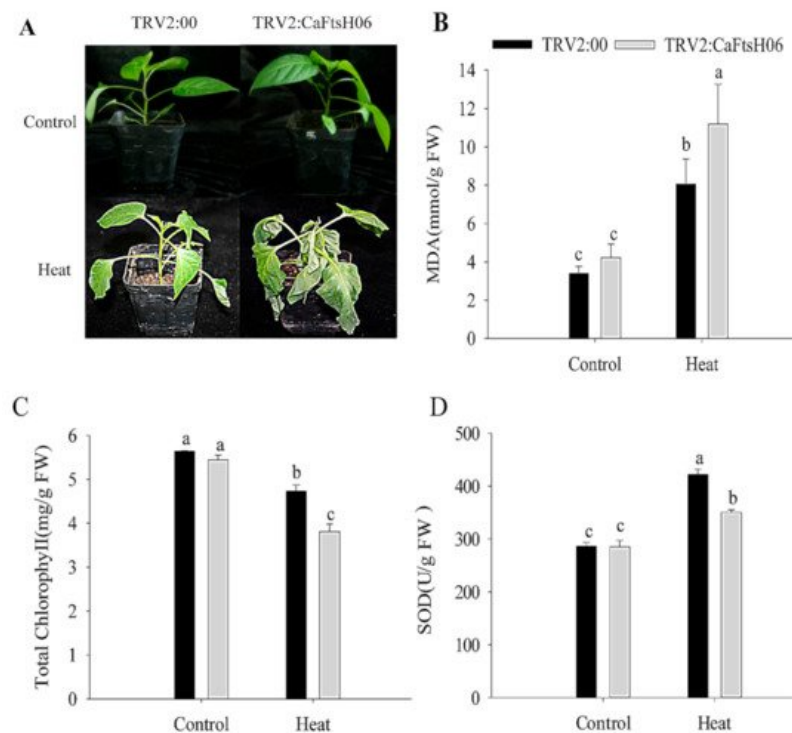 A
TRV2:00 TRV2:CaFtsH06
Control
Heat
B
TRV2:00 TRV2:CaFtsH06
MDA(mmol/g FW)
14
12
10
8
6
4
2
0
c c
b
a
Control Heat
C
Total ChlorophyII(mg/g FW)
6
5
4
3
2
1
0
a a
b
c
Control Heat
D
SOD(U/g FW)
500
400
300
200
100
0
c c
a
b
Control Heat